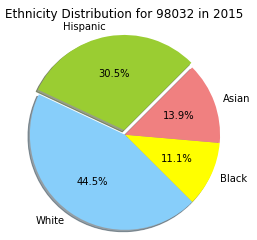 Ethnicity Distribution for 98032 in 2015
Hispanic
30.5%
Asian
13.9%
11.1%
Black
44.5%
White